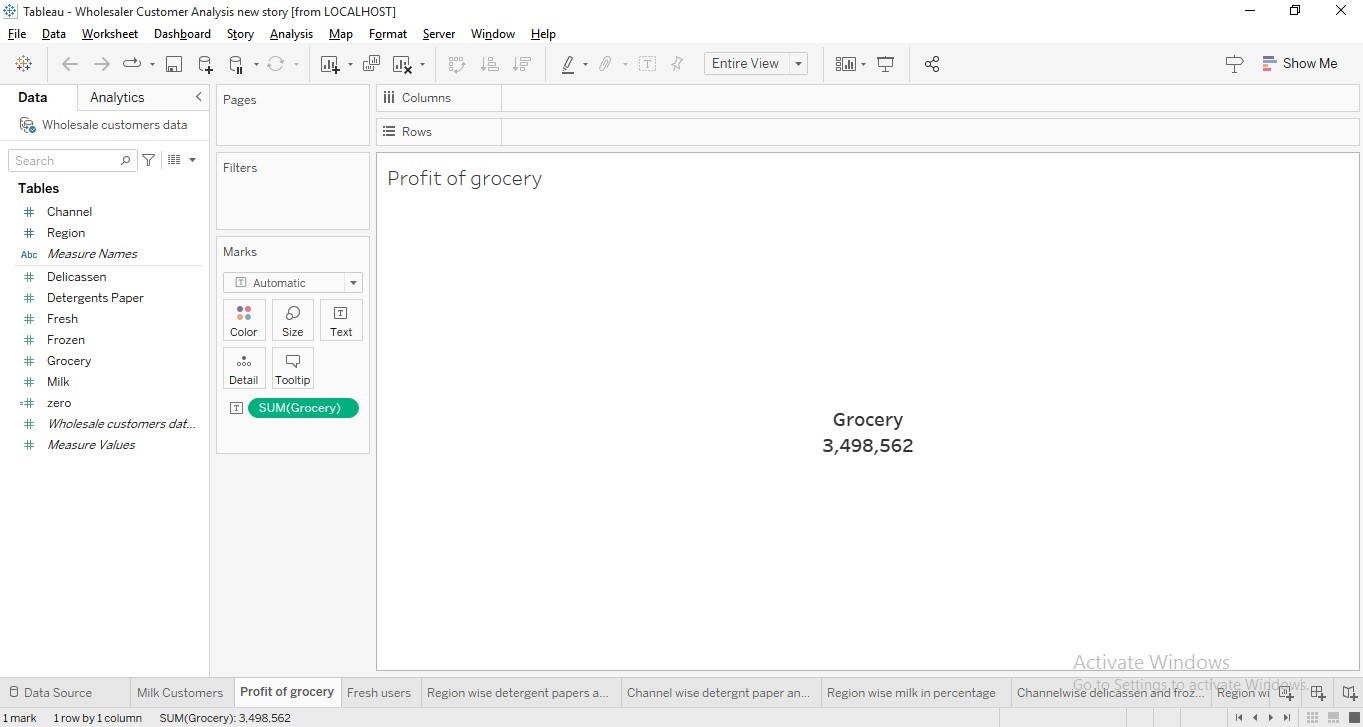 Tableau - Wholesaler Customer Analysis new story [from LOCALHOST]
File Data Worksheet Dashboard Story Analysis Map Format Server Window Help
Entire View
Show Me
Data Analytics
Wholesale customers data
Search
Tables
# Channel
# Region
Abc Measure Names
# Delicassen
# Detergents Paper
# Fresh
# Frozen
# Grocery
# Milk
=# zero
# Wholesale customers dat...
# Measure Values
Pages
Filters
Marks
T Automatic
Color Size T Text
Detail Tooltip
T SUM(Grocery)
Columns
Rows
Profit of grocery
Grocery
3,498,562
Activate Windows
Go to Settings to activate Windows.
Data Source Milk Customers Profit of grocery Fresh users Region wise detergent papers a... Channel wise detergnt paper an... Region wise milk in percentage Channelwise delicassen and froz... Region wi
1 mark 1 row by 1 column SUM(Grocery): 3,498,562